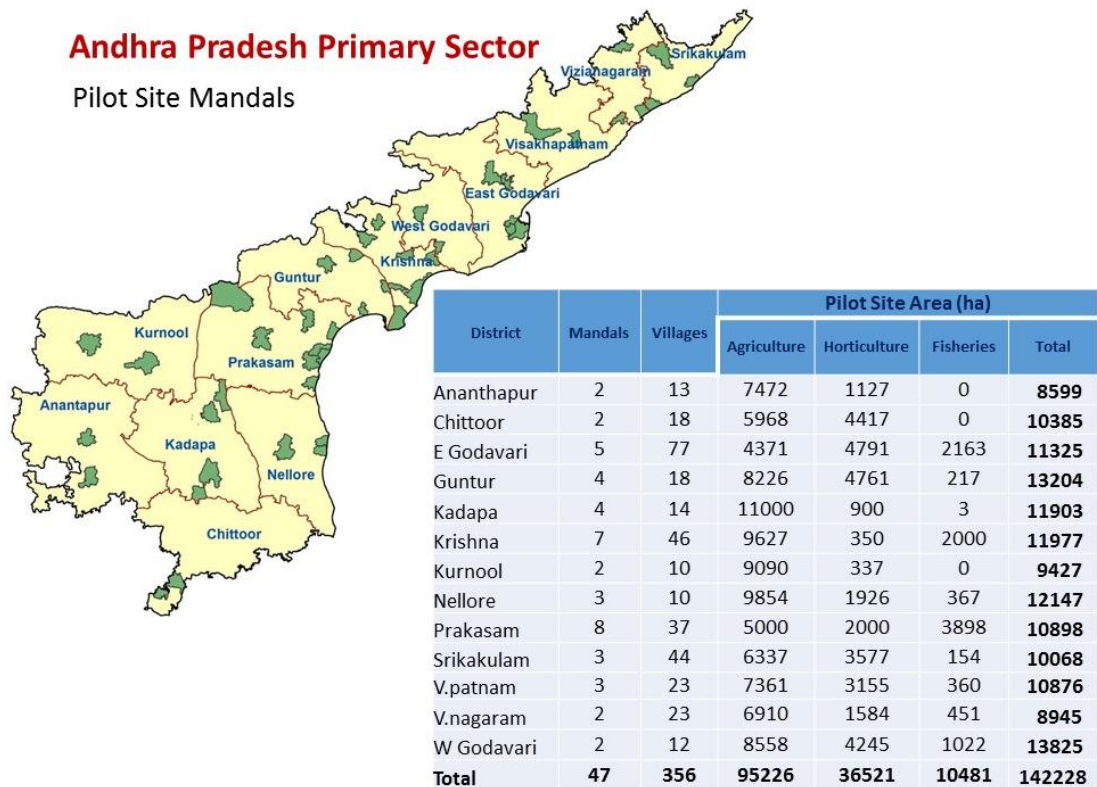 Andhra Pradesh Primary Sector
Pilot Site Mandals
Srikakulam
Vizianagaram
Visakhapatnam
East Godavari
West Godavari
Krishna
Guntur
Kurnool
Prakasam
Anantapur
Kadapa
Nellore
Chittoor
Pilot Site Area (ha)
District Mandals Villages Agriculture Horticulture Fisheries Total
Ananthapur 2 13 7472 1127 0 8599
Chittoor 2 18 5968 4417 0 10385
E Godavari 5 77 4371 4791 2163 11325
Guntur 4 18 8226 4761 217 13204
Kadapa 4 14 11000 900 3 11903
Krishna 7 46 9627 350 2000 11977
Kurnool 2 10 9090 337 0 9427
Nellore 3 10 9854 1926 367 12147
Prakasam 8 37 5000 2000 3898 10898
Srikakulam 3 44 6337 3577 154 10068
V.patnam 3 23 7361 3155 360 10876
V.nagaram 2 23 6910 1584 451 8945
W Godavari 2 12 8558 4245 1022 13825
Total 47 356 95226 36521 10481 142228